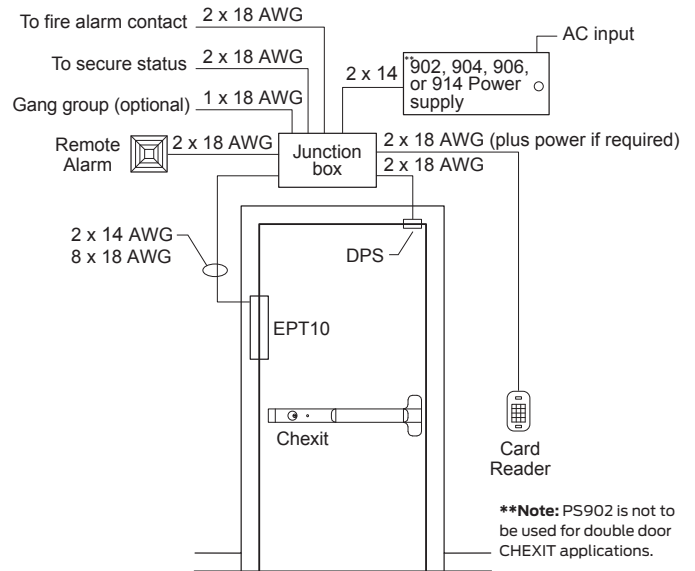 To fire alarm contact
2 x 18 AWG
AC input
To secure status
2 x 18 AWG
2 x 14
**902, 904, 906,
or 914 Power
supply
Gang group (optional)
1 x 18 AWG
Remote
Alarm
2 x 18 AWG
Junction
box
2 x 18 AWG (plus power if required)
2 x 18 AWG
2 x 14 AWG
8 x 18 AWG
DPS
EPT10
Chexit
Card
Reader
**Note: PS902 is not to
be used for double door
CHEXIT applications.